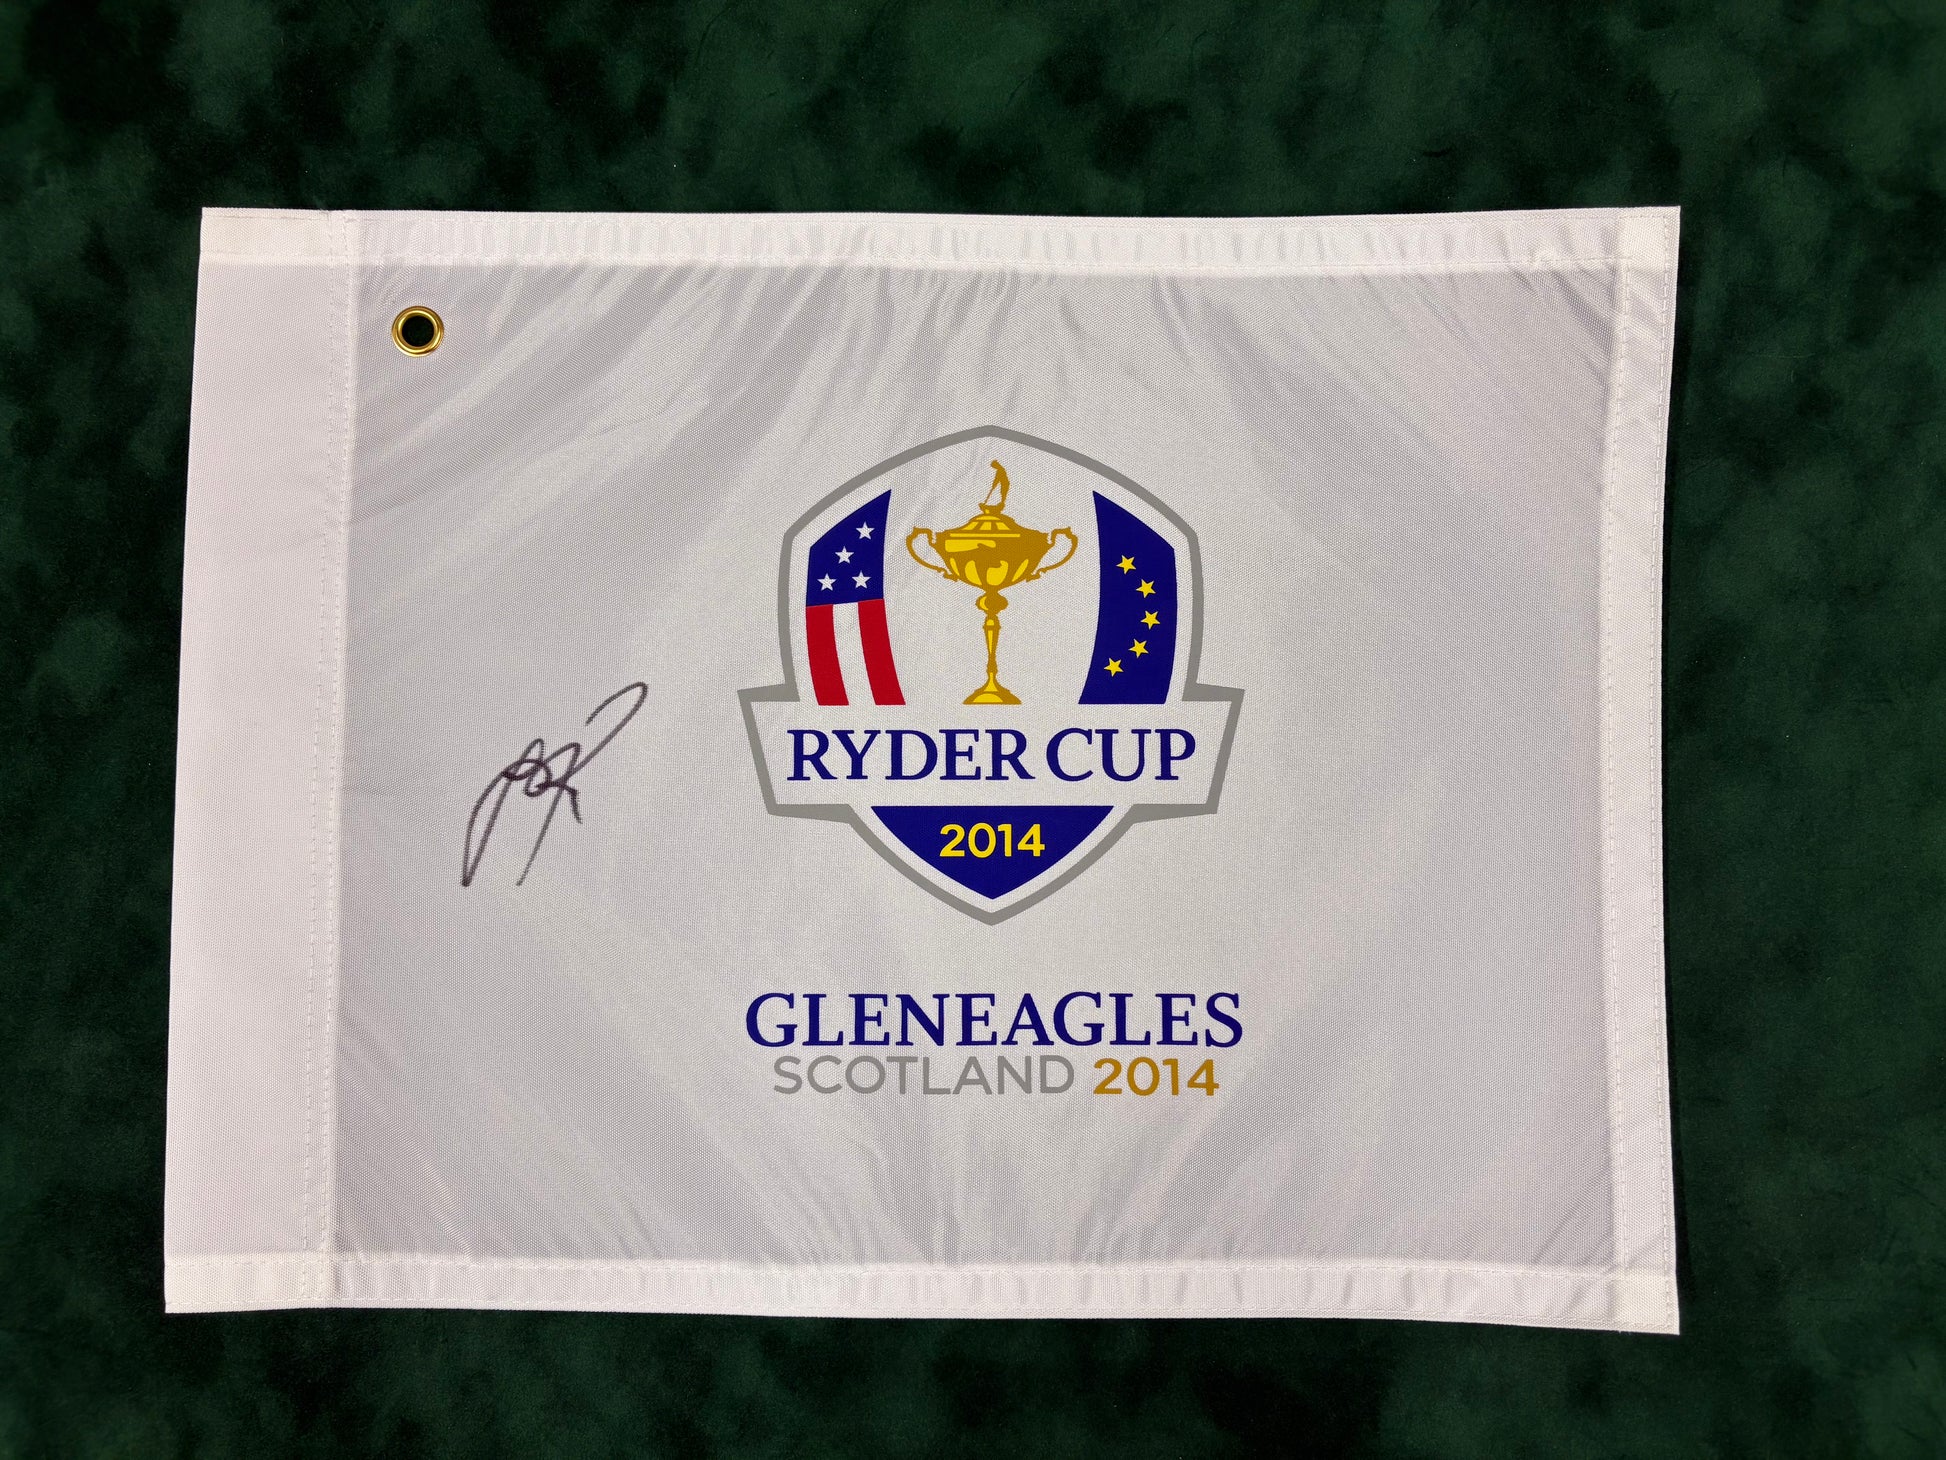 RYDER CUP
2014
GLENEAGLES
SCOTLAND 2014